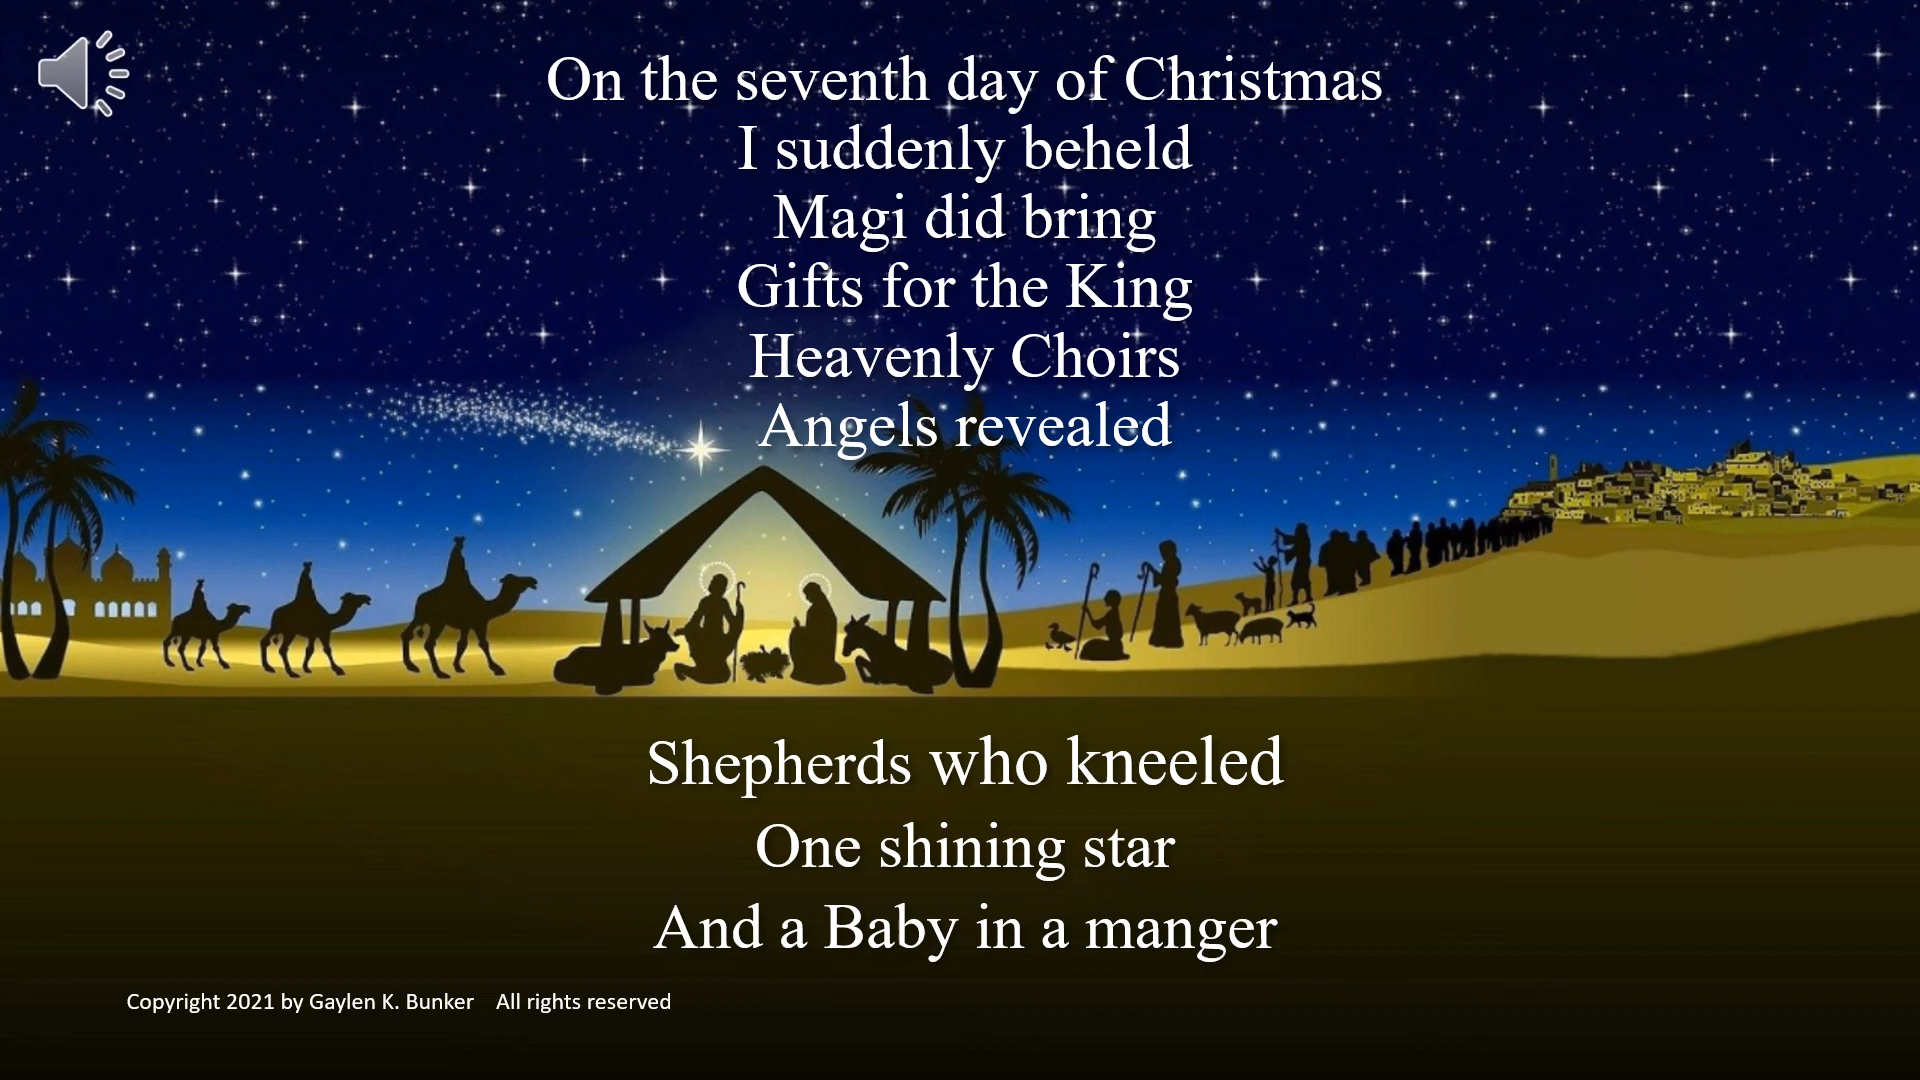 On the seventh day of Christmas
I suddenly beheld
Magi did bring
Gifts for the King
Heavenly Choirs
Angels revealed
Shepherds who kneeled
One shining star
And a Baby in a manger
Copyright 2021 by Gaylen K. Bunker    All rights reserved